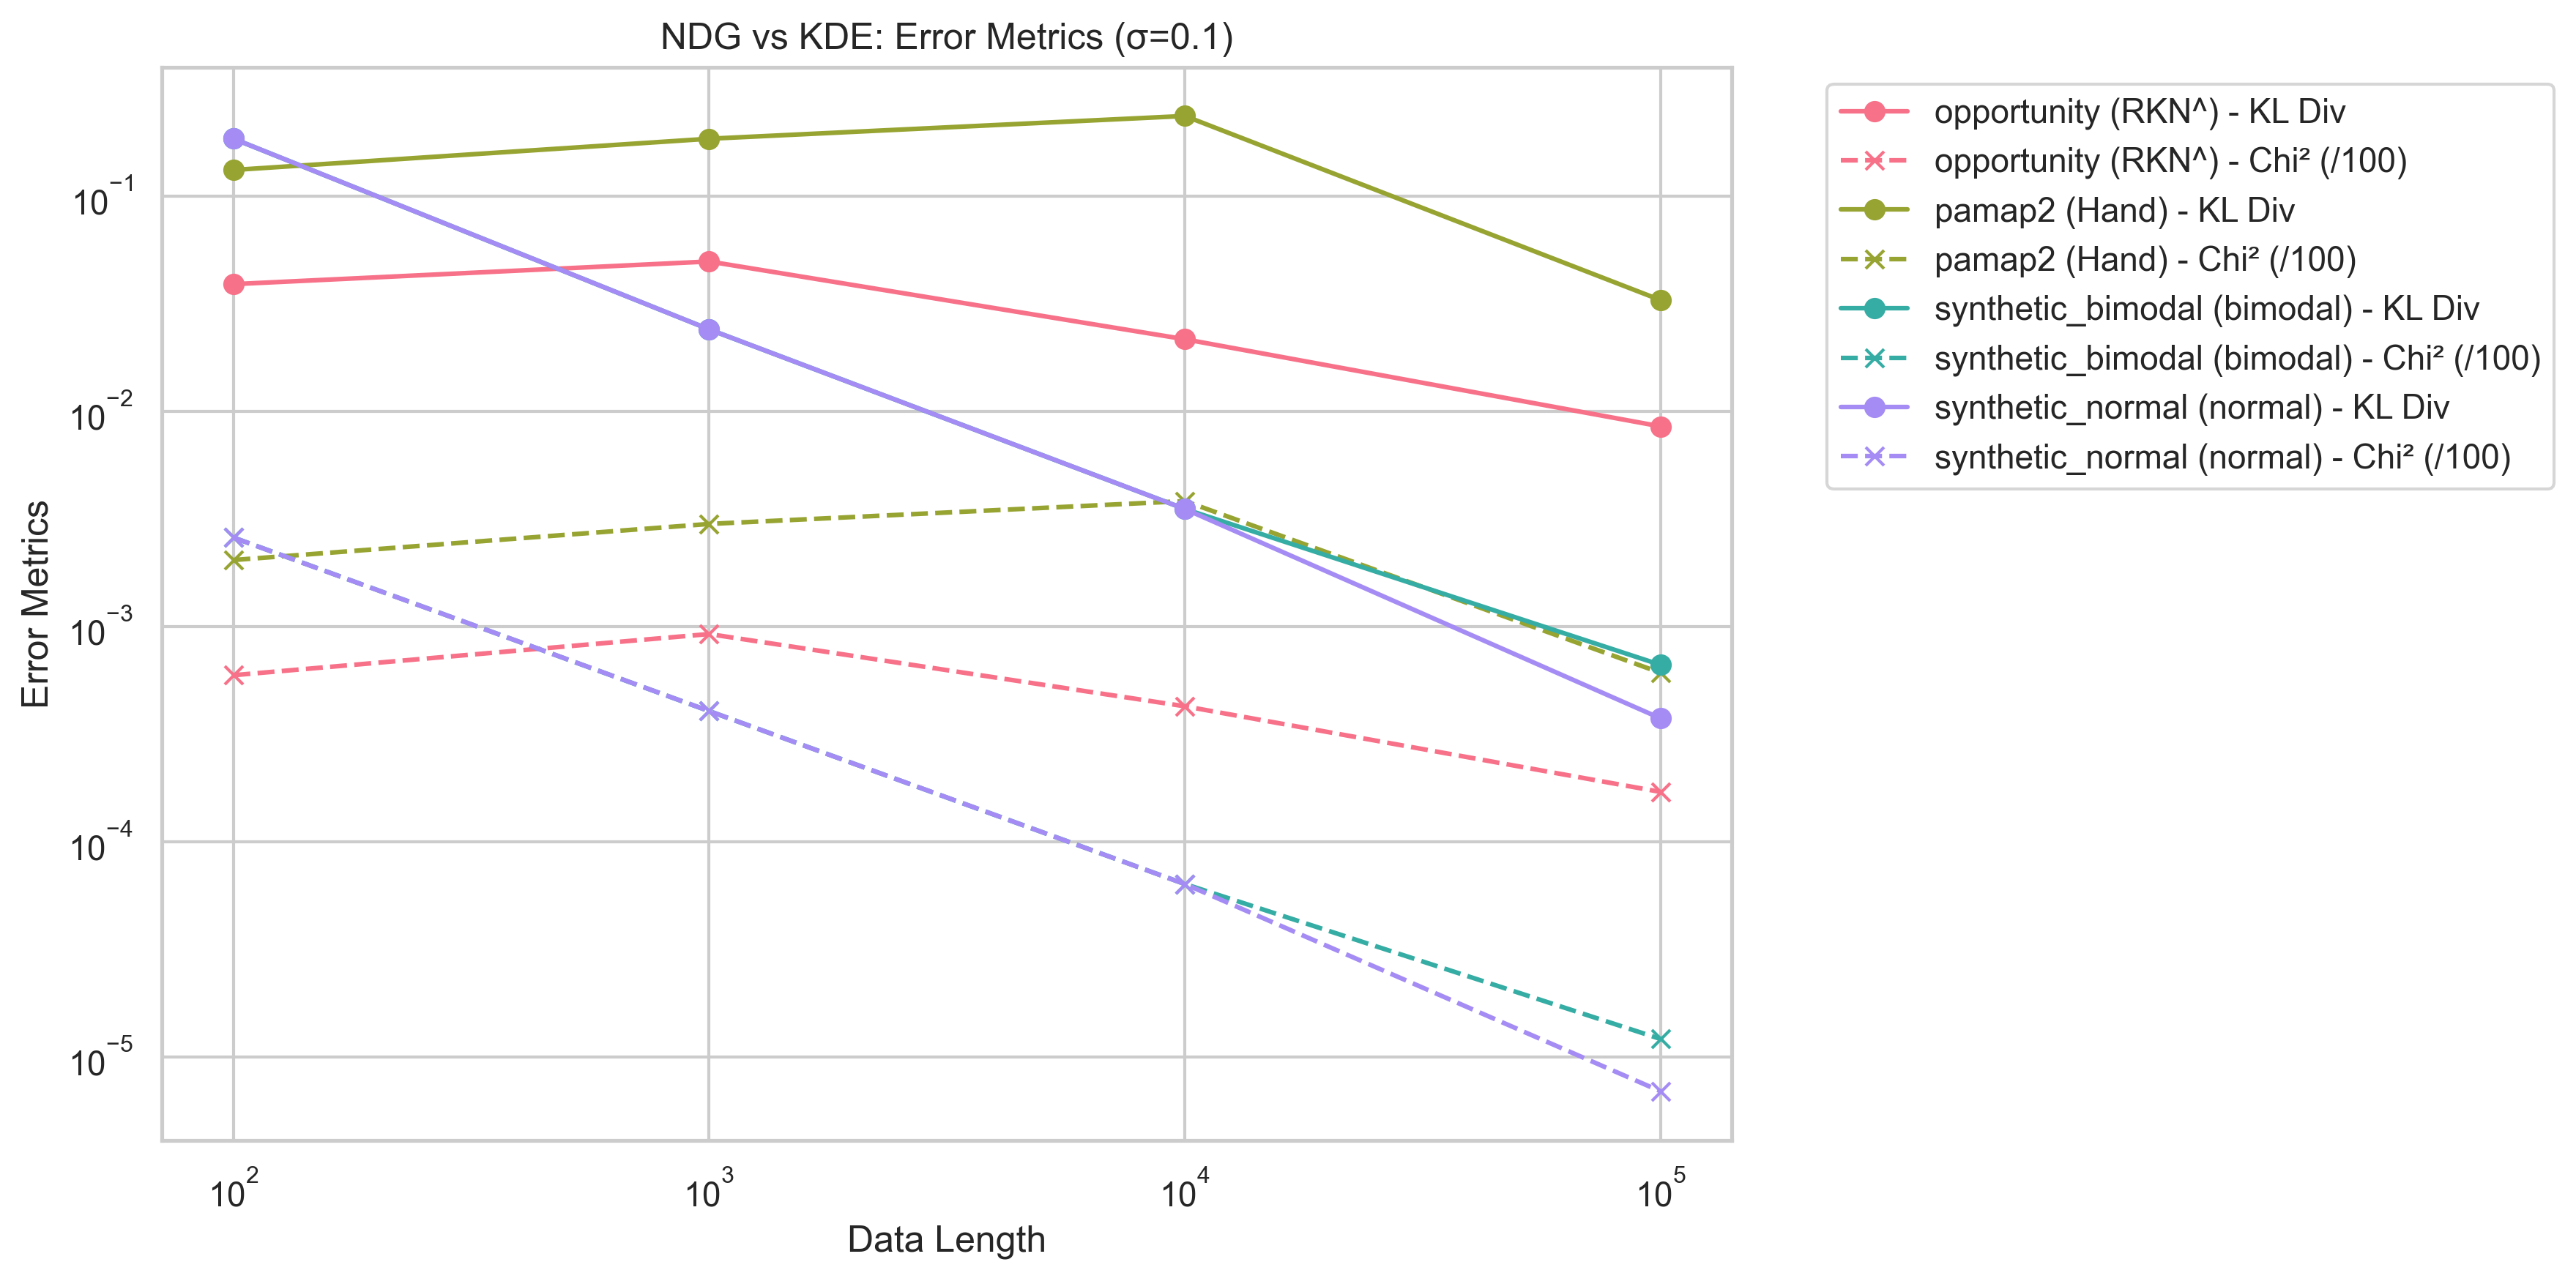 NDG vs KDE: Error Metrics (σ=0.1)
opportunity (RKN^) - KL Div
opportunity (RKN^) - Chi² (/100)
pamap2 (Hand) - KL Div
pamap2 (Hand) - Chi² (/100)
synthetic_bimodal (bimodal) - KL Div
synthetic_bimodal (bimodal) - Chi² (/100)
synthetic_normal (normal) - KL Div
synthetic_normal (normal) - Chi² (/100)
Error Metrics
10⁻¹
10⁻²
10⁻³
10⁻⁴
10⁻⁵
10² 10³ 10⁴ 10⁵
Data Length